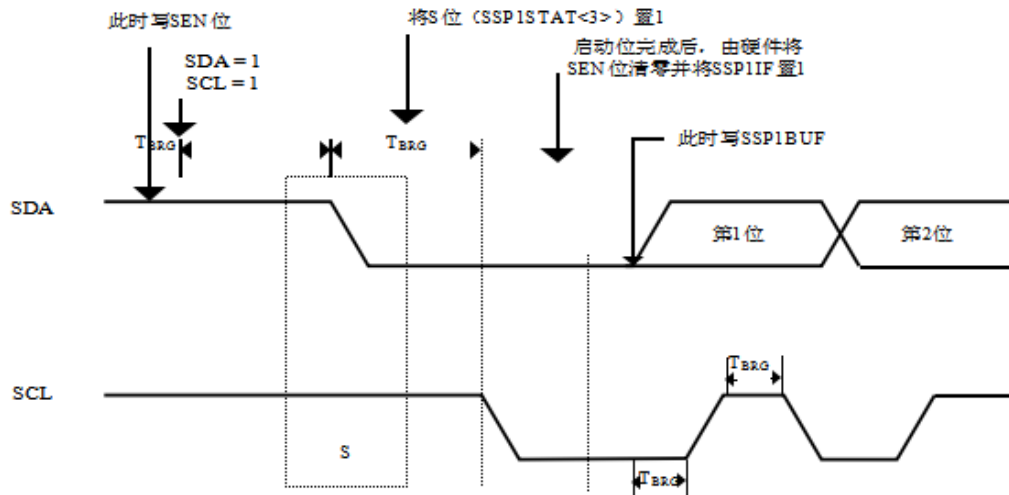 此时写SEN位
将S位（SSP1STAT<3>）置1
SDA = 1
SCL = 1
启动位完成后，由硬件将
SEN位清零并将SSP1IF置1
TBRG
TBRG
此时写SSP1BUF
SDA
第1位
第2位
TBRG
SCL
S
TBRG